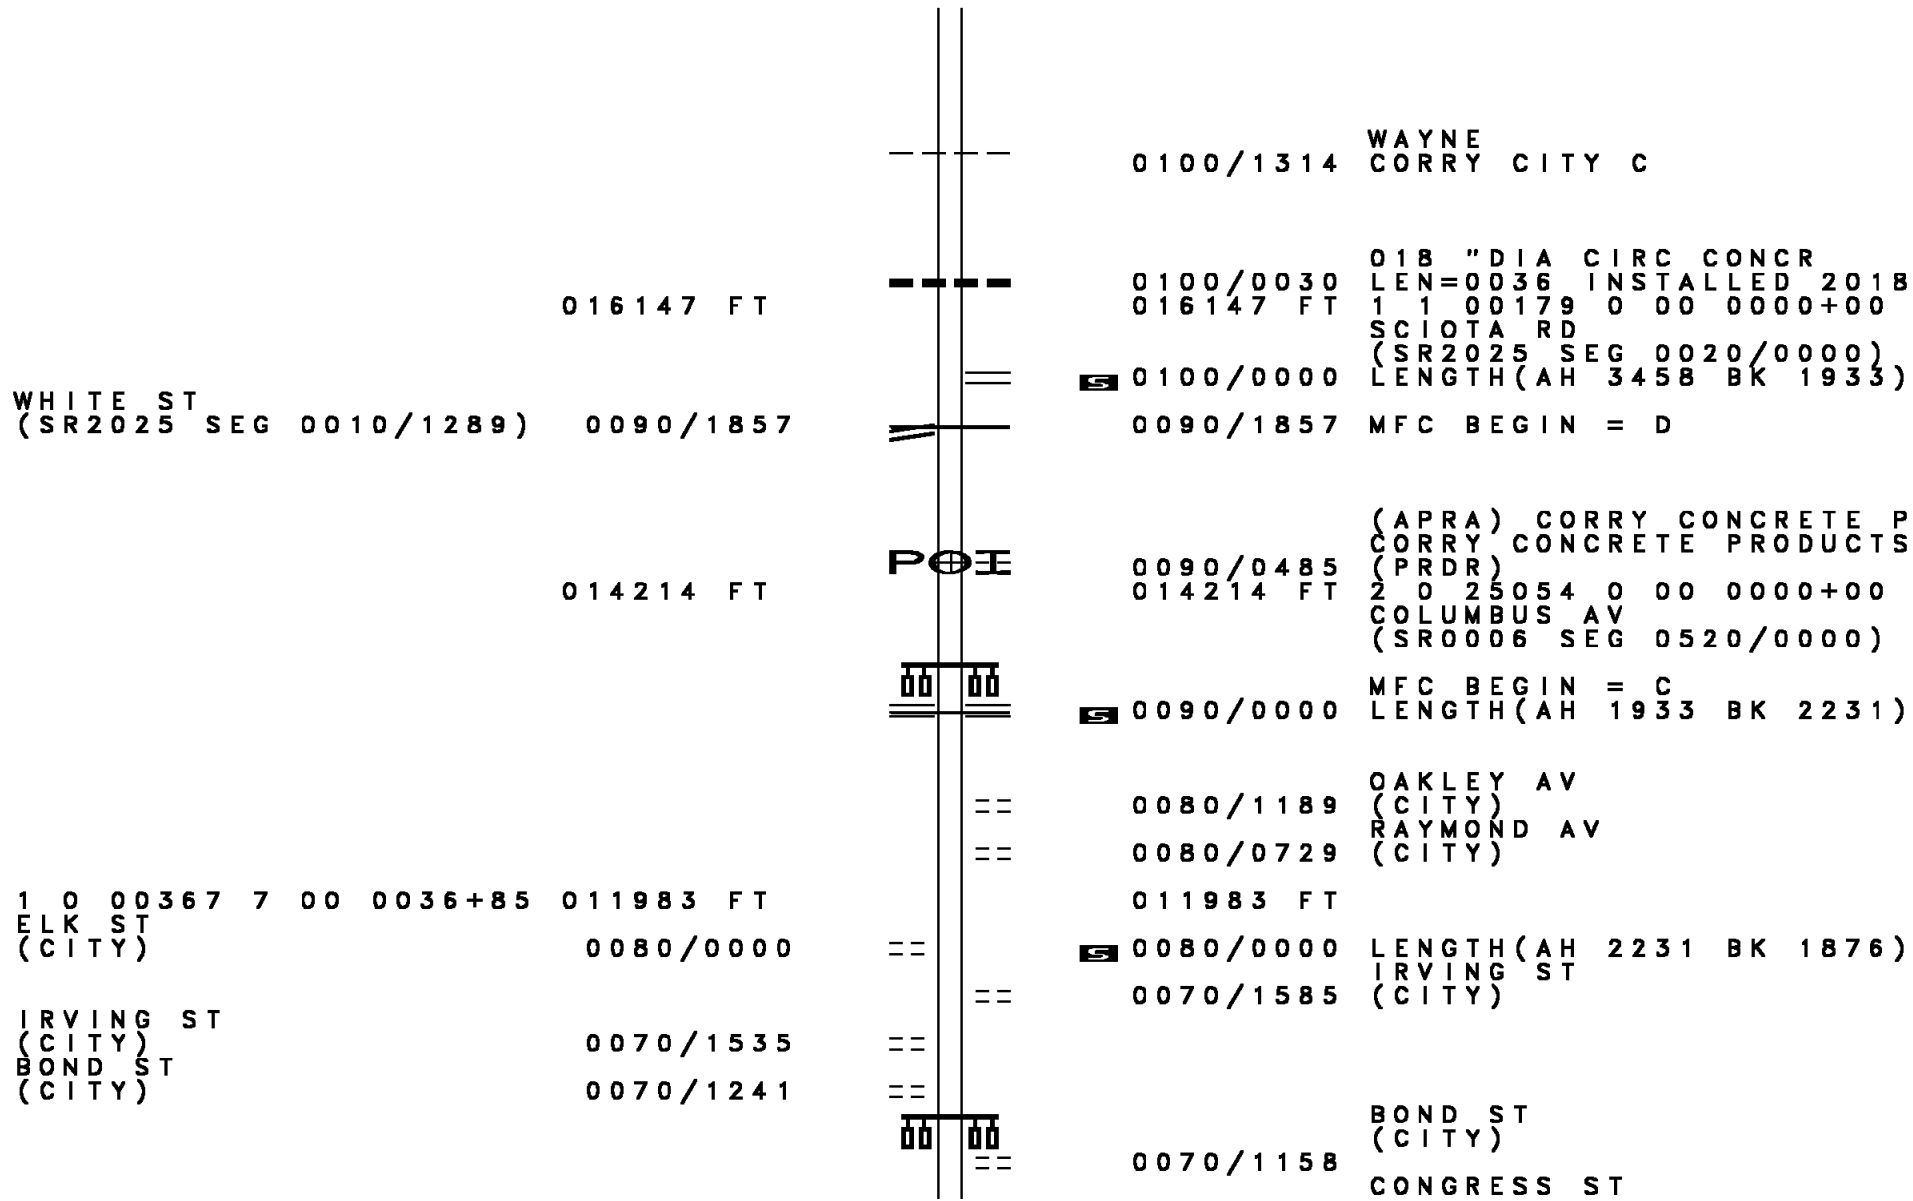 WAYNE
0100/1314 CORRY CITY C
018 "DIA CIRC CONCR
0100/0030 LEN=0036 INSTALLED 2018
016147 FT 016147 FT 1 1 00179 0 00 0000+00
SCIOTA RD
(SR2025 SEG 0020/0000)
S 0100/0000 LENGTH(AH 3458 BK 1933)
WHITE ST
(SR2025 SEG 0010/1289) 0090/1857 0090/1857 MFC BEGIN = D
(APRA) CORRY CONCRETE P
CORRY CONCRETE PRODUCTS
POI 0090/0485 (PRDR)
014214 FT 014214 FT 2 0 25054 0 00 0000+00
COLUMBUS AV
(SR0006 SEG 0520/0000)
MFC BEGIN = C
S 0090/0000 LENGTH(AH 1933 BK 2231)
OAKLEY AV
0080/1189 (CITY)
RAYMOND AV
0080/0729 (CITY)
1 0 00367 7 00 0036+85 011983 FT 011983 FT
ELK ST
(CITY) 0080/0000 S 0080/0000 LENGTH(AH 2231 BK 1876)
IRVING ST
0070/1585 (CITY)
IRVING ST
(CITY) 0070/1535
BOND ST
(CITY) 0070/1241
BOND ST
(CITY)
0070/1158
CONGRESS ST